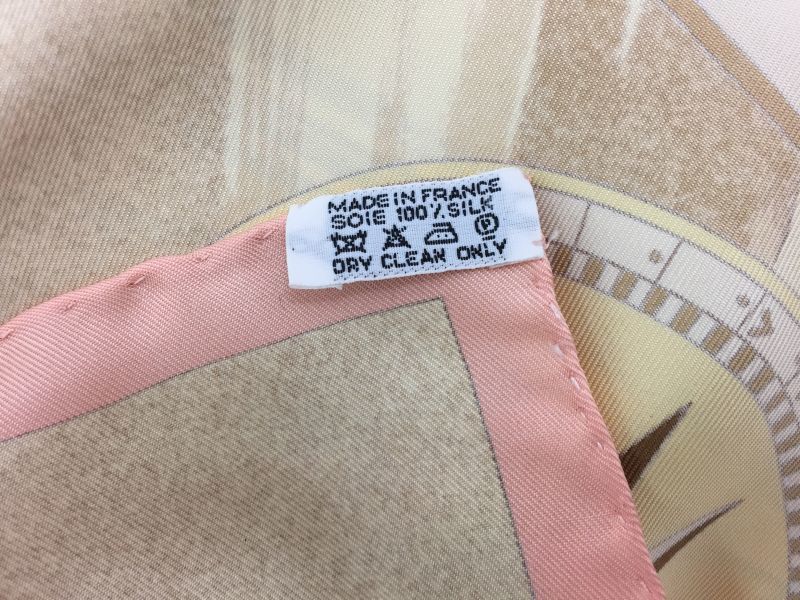 MADE IN FRANCE
SOIE 100% SILK
P
DRY CLEAN ONLY